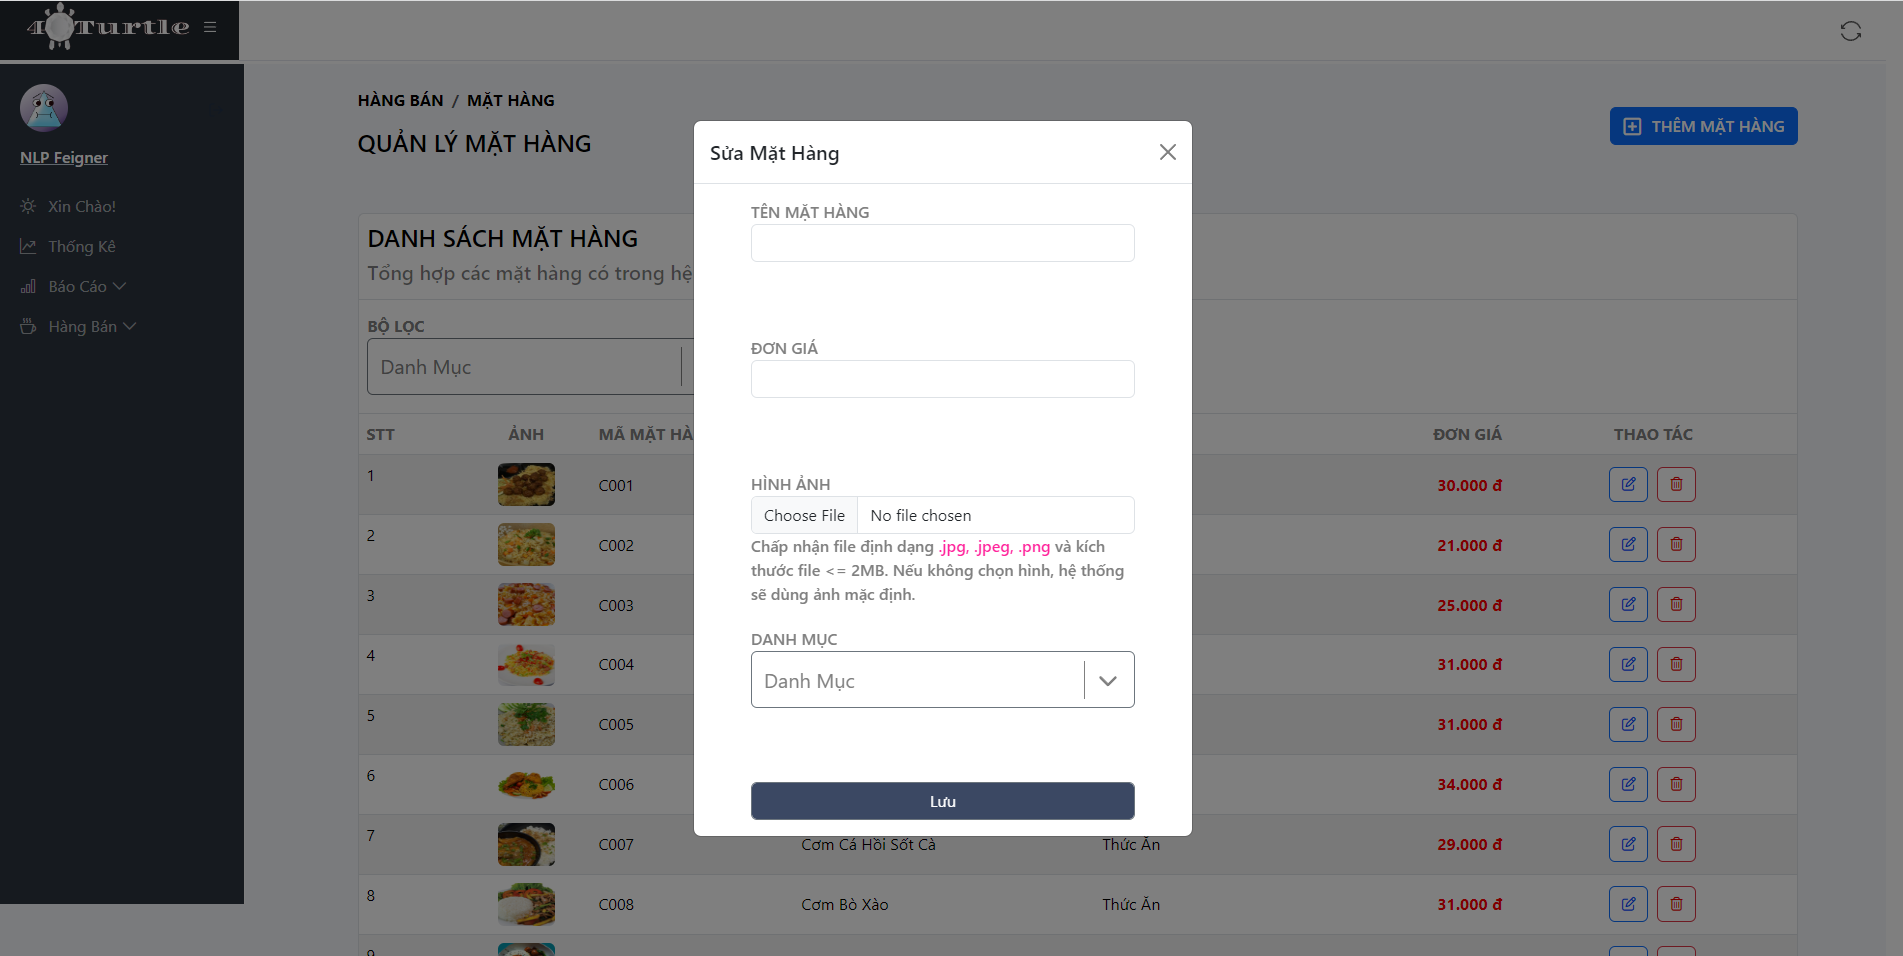 4 Turtle
NLP Feigner
Xin Chào!
Thống Kê
Báo Cáo
Hàng Bán
HÀNG BÁN / MẶT HÀNG
QUẢN LÝ MẶT HÀNG
THÊM MẶT HÀNG
DANH SÁCH MẶT HÀNG
Tổng hợp các mặt hàng có trong hệ
BỘ LỌC
Danh Mục
STT ẢNH MÃ MẶT HÀ ĐƠN GIÁ THAO TÁC
1 C001 30.000 đ
2 C002 21.000 đ
3 C003 25.000 đ
4 C004 31.000 đ
5 C005 31.000 đ
6 C006 34.000 đ
7 C007 Cơm Cá Hồi Sốt Cà Thức Ăn 29.000 đ
8 C008 Cơm Bò Xào Thức Ăn 31.000 đ
9
Sửa Mặt Hàng
TÊN MẶT HÀNG
ĐƠN GIÁ
HÌNH ẢNH
Choose File No file chosen
Chấp nhận file định dạng .jpg, .jpeg, .png và kích
thước file <= 2MB. Nếu không chọn hình, hệ thống
sẽ dùng ảnh mặc định.
DANH MỤC
Danh Mục
Lưu